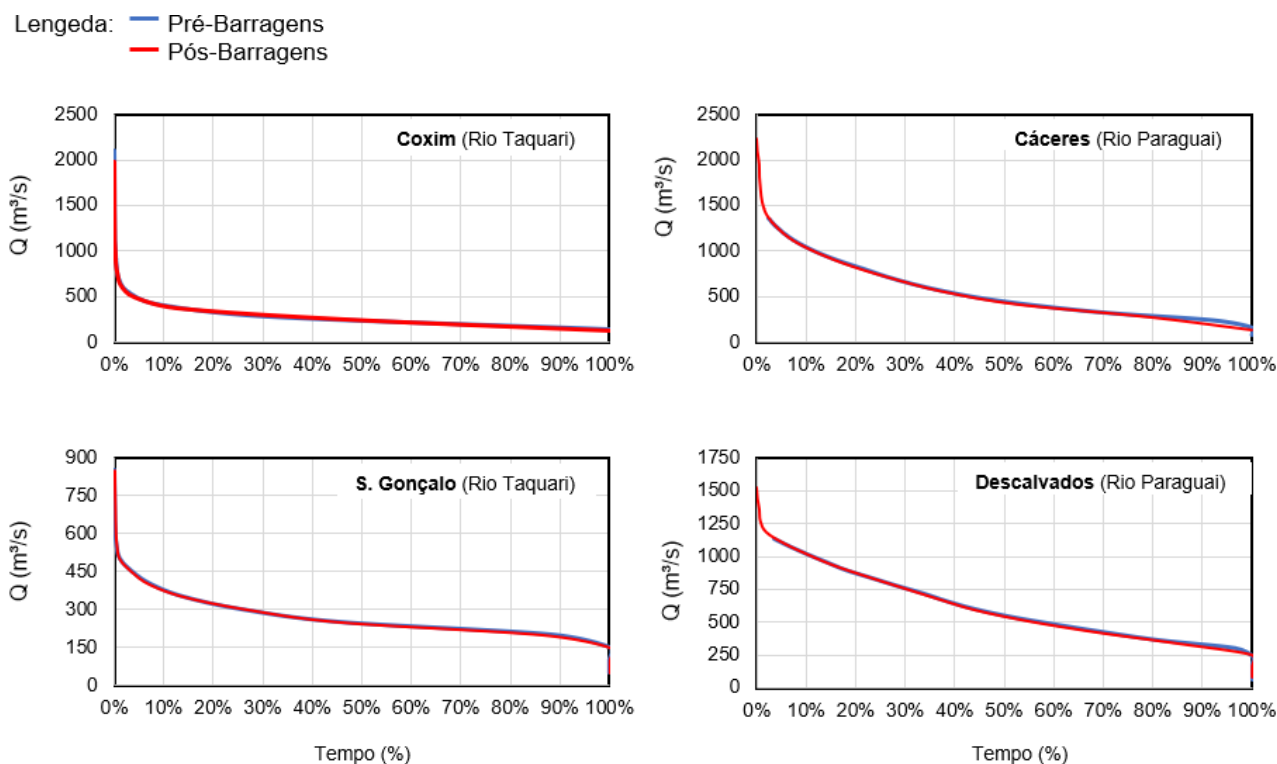 Lengeda: Pré-Barragens
Pós-Barragens
2500
2000
1500
1000
500
0
Q (m³/s)
Coxim (Rio Taquari)
0% 10% 20% 30% 40% 50% 60% 70% 80% 90% 100%
2500
2000
1500
1000
500
0
Q (m³/s)
Cáceres (Rio Paraguai)
0% 10% 20% 30% 40% 50% 60% 70% 80% 90% 100%
900
750
600
450
300
150
0
Q (m³/s)
S. Gonçalo (Rio Taquari)
0% 10% 20% 30% 40% 50% 60% 70% 80% 90% 100%
Tempo (%)
1750
1500
1250
1000
750
500
250
0
Q (m³/s)
Descalvados (Rio Paraguai)
0% 10% 20% 30% 40% 50% 60% 70% 80% 90% 100%
Tempo (%)